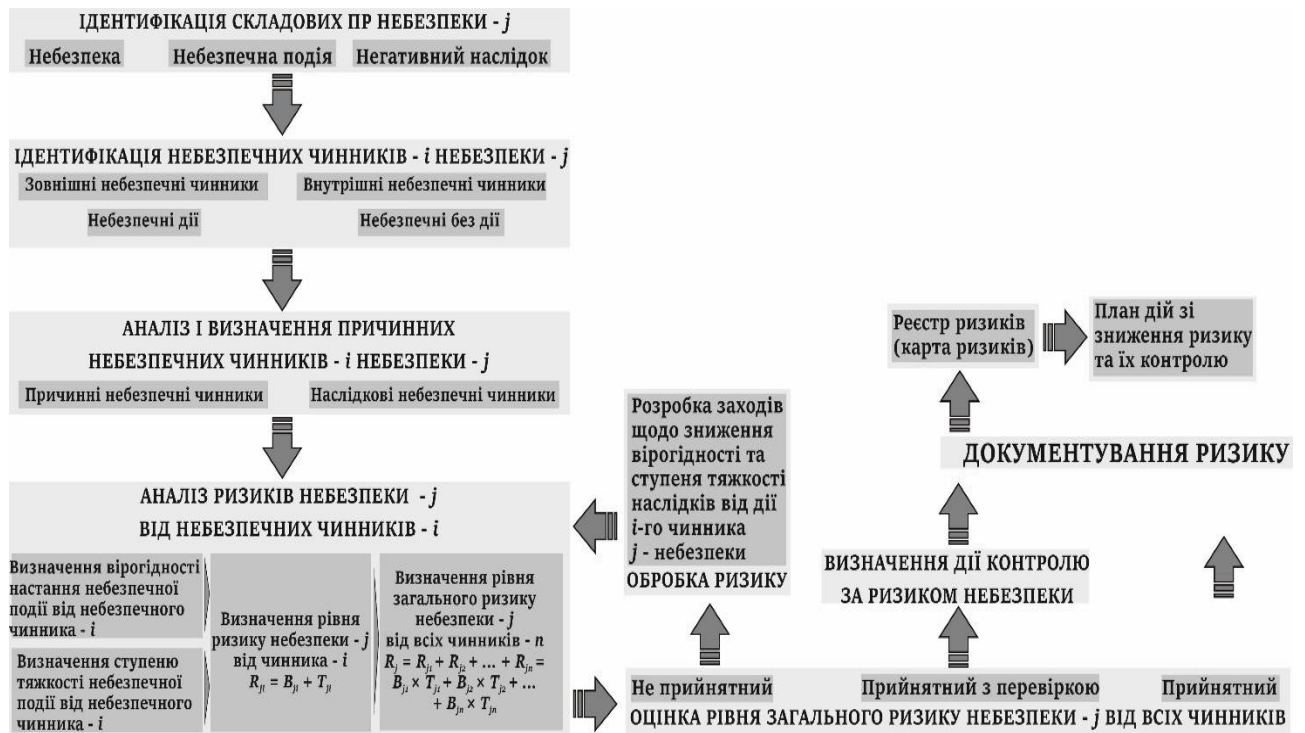 ІДЕНТИФІКАЦІЯ СКЛАДОВИХ ПР НЕБЕЗПЕКИ - j
Небезпека
Небезпечна подія
Негативний наслідок
ІДЕНТИФІКАЦІЯ НЕБЕЗПЕЧНИХ ЧИННИКІВ - i НЕБЕЗПЕКИ - j
Зовнішні небезпечні чинники
Внутрішні небезпечні чинники
Небезпечні дії
Небезпечні без дії
АНАЛІЗ І ВИЗНАЧЕННЯ ПРИЧИННИХ
НЕБЕЗПЕЧНИХ ЧИННИКІВ - i НЕБЕЗПЕКИ - j
Причинні небезпечні чинники
Наслідкові небезпечні чинники
АНАЛІЗ РИЗИКІВ НЕБЕЗПЕКИ - j
ВІД НЕБЕЗПЕЧНИХ ЧИННИКІВ - i
Визначення вірогідності
настання небезпечної
події від небезпечного
чинника - i
Визначення ступеню
тяжкості небезпечної
події від небезпечного
чинника - i
Визначення рівня
ризику небезпеки - j
від чинника - i
R_ji = B_ji + T_ji
Визначення рівня
загального ризику
небезпеки - j
від всіх чинників - n
R_j = R_j1 + R_j2 + ... + R_jn =
B_j1 × T_j1 + B_j2 × T_j2 + ...
+ B_jn × T_jn
Розробка заходів
щодо зниження
вірогідності та
ступеня тяжкості
наслідків від дії
i-го чинника
j - небезпеки
ОБРОБКА РИЗИКУ
Реєстр ризиків
(карта ризиків)
План дій зі
зниження ризику
та їх контролю
ДОКУМЕНТУВАННЯ РИЗИКУ
ВИЗНАЧЕННЯ ДІЇ КОНТРОЛЮ
ЗА РИЗИКОМ НЕБЕЗПЕКИ
Не прийнятний
Прийнятний з перевіркою
Прийнятний
ОЦІНКА РІВНЯ ЗАГАЛЬНОГО РИЗИКУ НЕБЕЗПЕКИ - j ВІД ВСІХ ЧИННИКІВ